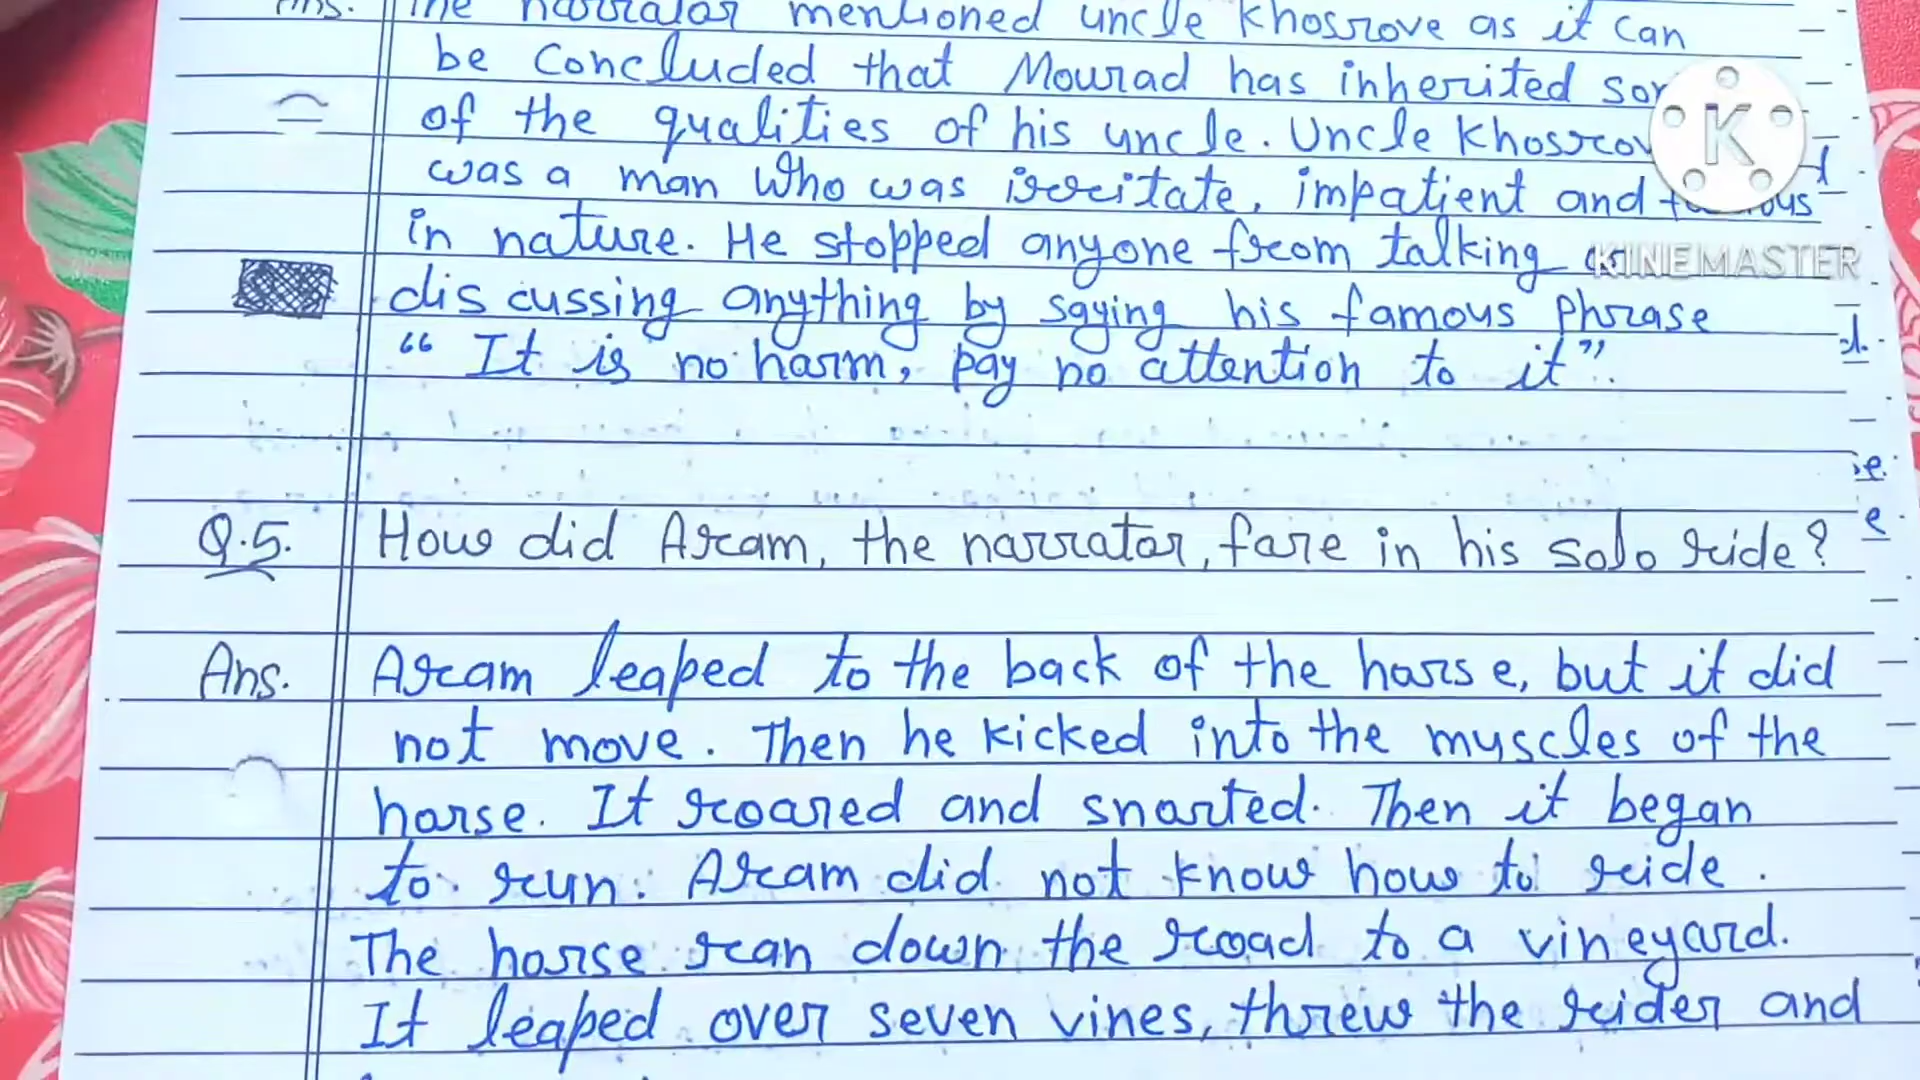 Ans. The narrator mentioned uncle Khosrove as it can
be concluded that Mourad has inherited
of the qualities of his uncle. Uncle
was a man who was irritate, impatient and
in nature. He stopped anyone from talking or
discussing anything by saying his famous phrase
"It is no harm, pay no attention to it".
Q.5. How did Aram, the narrator, fare in his solo ride?
Ans. Aram leaped to the back of the horse, but it did
not move. Then he kicked into the muscles of the
horse. It roared and snorted. Then it began
to run. Aram did not know how to ride.
The horse ran down the road to a vineyard.
It leaped over seven vines, threw the rider and
K
KINEMASTER